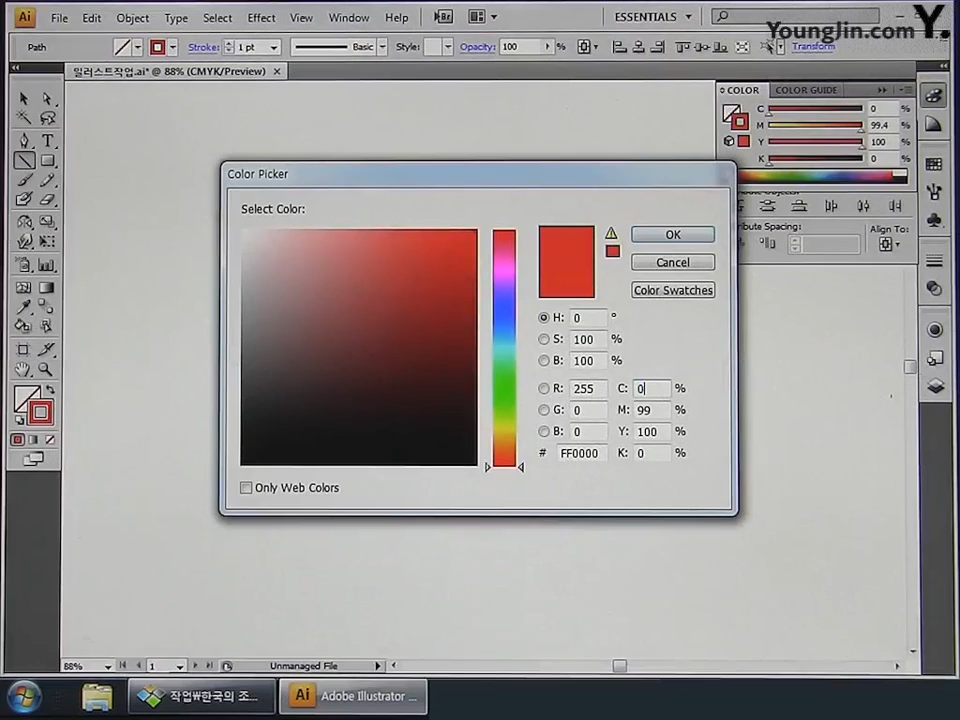 Ai File Edit Object Type Select Effect View Window Help Br ESSENTIALS
YoungJin.com Y.
Path Stroke: 1 pt Basic Style: Opacity: 100 % Transform
일러스트작업.ai* @ 88% (CMYK/Preview) ×
COLOR COLOR GUIDE
C 0 %
M 99.4 %
Y 100 %
K 0 %
Align To:
Color Picker
Select Color:
OK
Cancel
Color Swatches
H: 0 °
S: 100 %
B: 100 %
R: 255 C: 0 %
G: 0 M: 99 %
B: 0 Y: 100 %
# FF0000 K: 0 %
Only Web Colors
88% 1 Unmanaged File
작업₩한국의 조...
Ai Adobe Illustrator ...